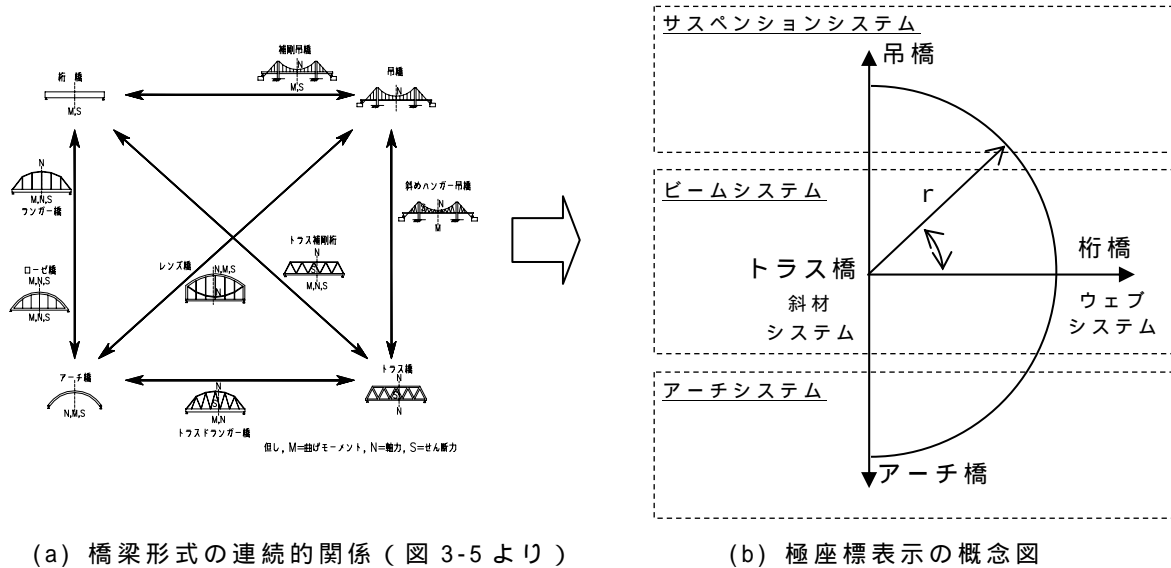 補剛吊橋
N
M,S
桁 橋
M,S
吊橋
N
N
M,N,S
ランガー橋
斜めハンガー吊橋
S
N
M
ローゼ橋
M,N,S
M,N,S
レンズ橋
N,M,S
N
トラス補剛桁
N
S
M,N,S
アーチ橋
N,M,S
N
S
M,N
トラスドランガー橋
トラス橋
N
S
N
但し,M=曲げモーメント,N=軸力,S=せん断力
(a) 橋梁形式の連続的関係(図 3-5 より)
サスペンションシステム
吊橋
ビームシステム
r
トラス橋
桁橋
斜材
システム
ウェブ
システム
アーチシステム
アーチ橋
(b) 極座標表示の概念図